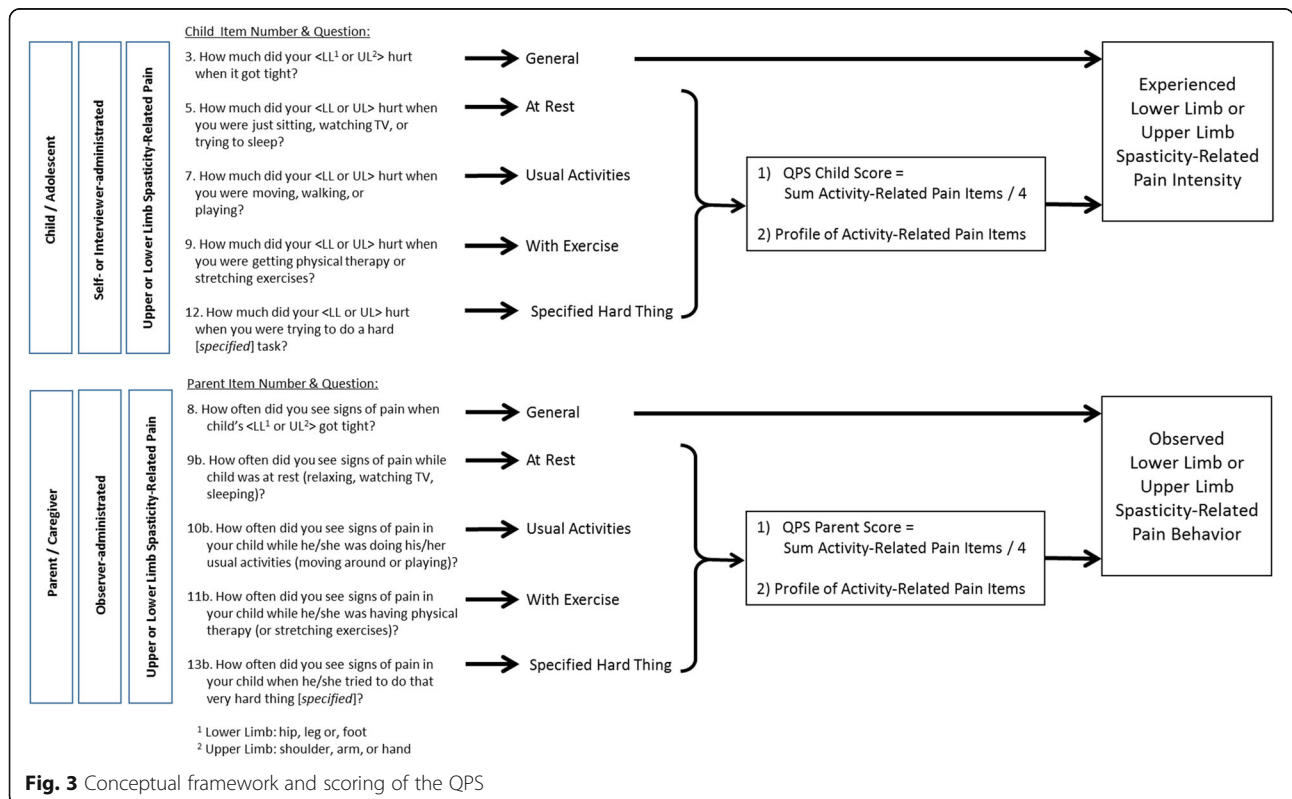 Child Item Number & Question:
Child / Adolescent
Self- or Interviewer-administrated
Upper or Lower Limb Spasticity-Related Pain
3. How much did your <LL¹ or UL²> hurt
when it got tight?
General
5. How much did your <LL or UL> hurt when
you were just sitting, watching TV, or
trying to sleep?
At Rest
7. How much did your <LL or UL> hurt when
you were moving, walking, or
playing?
Usual Activities
9. How much did your <LL or UL> hurt when
you were getting physical therapy or
stretching exercises?
With Exercise
12. How much did your <LL or UL> hurt
when you were trying to do a hard
[specified] task?
Specified Hard Thing
1) QPS Child Score =
Sum Activity-Related Pain Items / 4
2) Profile of Activity-Related Pain Items
Experienced
Lower Limb or
Upper Limb
Spasticity-Related
Pain Intensity
Parent Item Number & Question:
Parent / Caregiver
Observer-administrated
Upper or Lower Limb Spasticity-Related Pain
8. How often did you see signs of pain when
child's <LL¹ or UL²> got tight?
General
9b. How often did you see signs of pain while
child was at rest (relaxing, watching TV,
sleeping)?
At Rest
10b. How often did you see signs of pain in
your child while he/she was doing his/her
usual activities (moving around or playing)?
Usual Activities
11b. How often did you see signs of pain in
your child while he/she was having physical
therapy (or stretching exercises)?
With Exercise
13b. How often did you see signs of pain in
your child when he/she tried to do that
very hard thing [specified]?
Specified Hard Thing
1) QPS Parent Score =
Sum Activity-Related Pain Items / 4
2) Profile of Activity-Related Pain Items
Observed
Lower Limb or
Upper Limb
Spasticity-Related
Pain Behavior
¹ Lower Limb: hip, leg or, foot
² Upper Limb: shoulder, arm, or hand
Fig. 3 Conceptual framework and scoring of the QPS